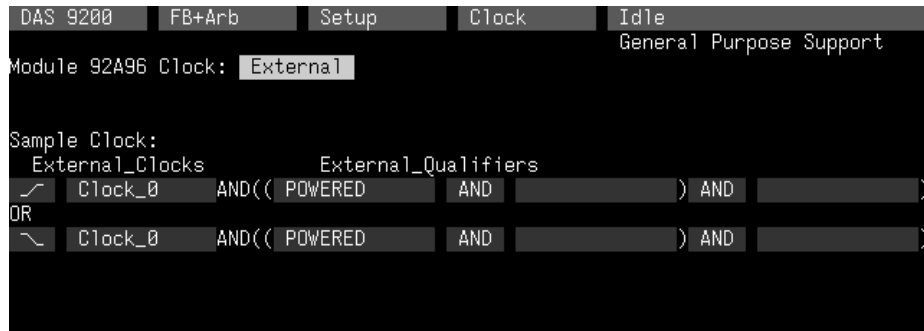 DAS 9200 FB+Arb Setup Clock Idle
General Purpose Support
Module 92A96 Clock: External
Sample Clock:
External_Clocks External_Qualifiers
Clock_0 AND(( POWERED AND ) AND )
OR
Clock_0 AND(( POWERED AND ) AND )